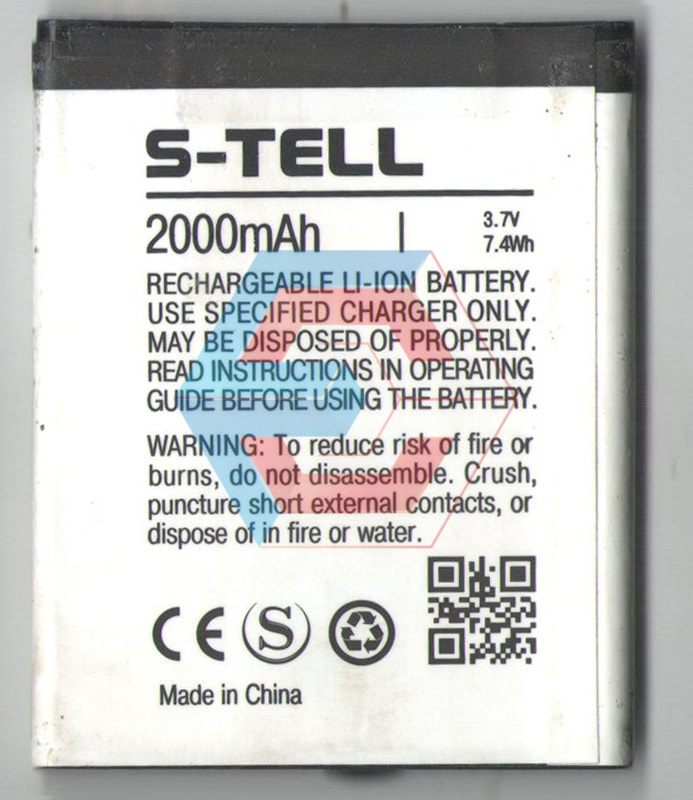 S-TELL
2000mAh | 3.7V
7.4Wh
RECHARGEABLE LI-ION BATTERY.
USE SPECIFIED CHARGER ONLY.
MAY BE DISPOSED OF PROPERLY.
READ INSTRUCTIONS IN OPERATING
GUIDE BEFORE USING THE BATTERY.
WARNING: To reduce risk of fire or
burns, do not disassemble. Crush,
puncture short external contacts, or
dispose of in fire or water.
CE S
Made in China